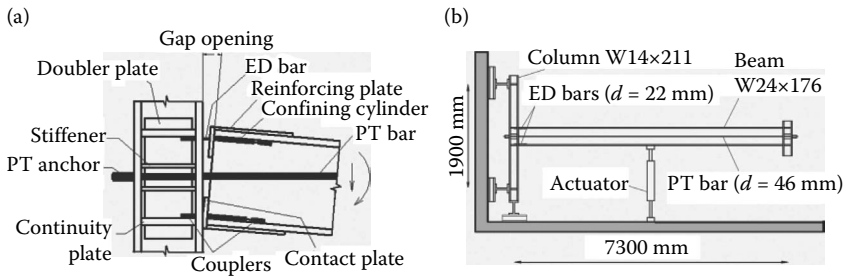 (a)
Gap opening
Doubler plate
ED bar
Reinforcing plate
Confining cylinder
PT bar
Stiffener
PT anchor
Continuity
plate
Couplers
Contact plate
(b)
Column W14×211
Beam
W24×176
ED bars (d = 22 mm)
1900 mm
Actuator
PT bar (d = 46 mm)
7300 mm